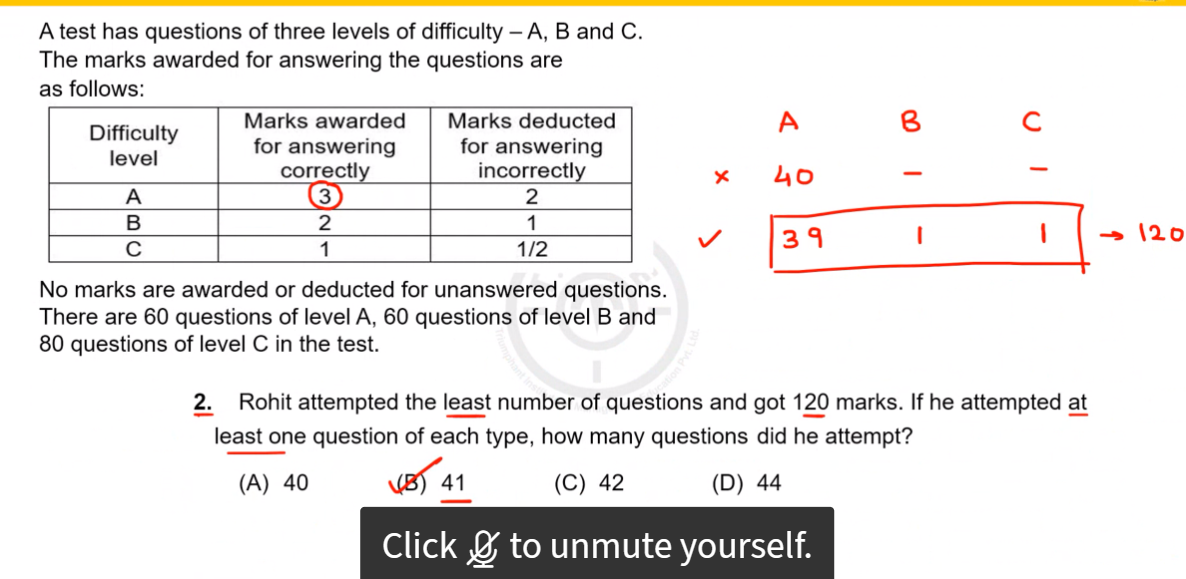 A test has questions of three levels of difficulty – A, B and C.
The marks awarded for answering the questions are
as follows:
Difficulty level | Marks awarded for answering correctly | Marks deducted for answering incorrectly
A | 3 | 2
B | 2 | 1
C | 1 | 1/2
A B C
× 40 – –
✓ 39 1 1 → 120
No marks are awarded or deducted for unanswered questions.
There are 60 questions of level A, 60 questions of level B and
80 questions of level C in the test.
2. Rohit attempted the least number of questions and got 120 marks. If he attempted at
least one question of each type, how many questions did he attempt?
(A) 40 (B) 41 (C) 42 (D) 44
Click to unmute yourself.